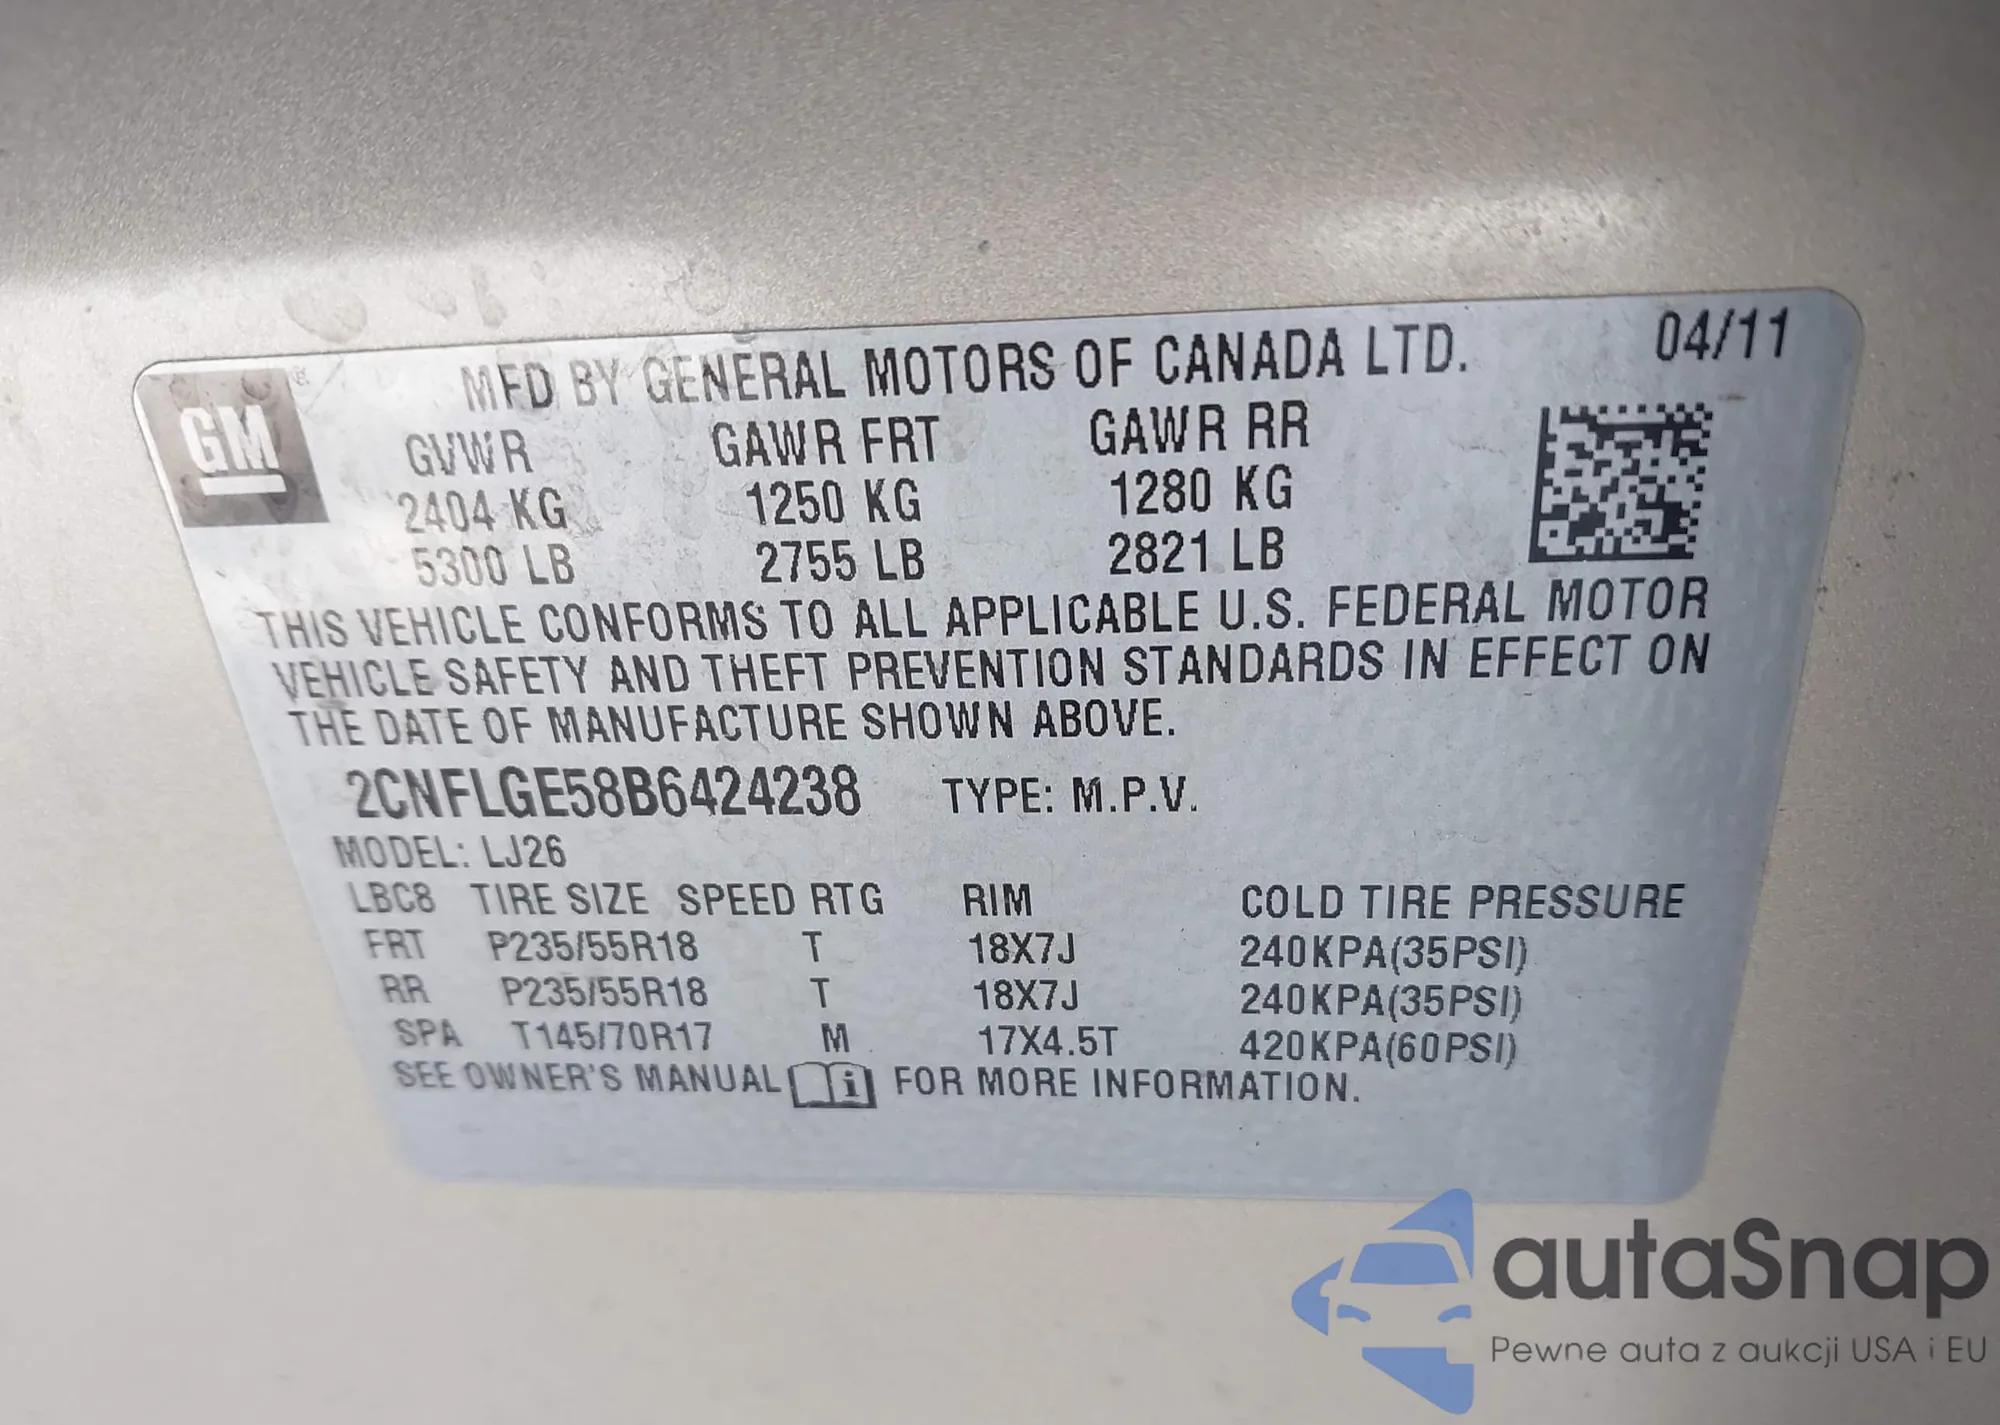 GM
MFD BY GENERAL MOTORS OF CANADA LTD. 04/11
GVWR GAWR FRT GAWR RR
2404 KG 1250 KG 1280 KG
5300 LB 2755 LB 2821 LB
THIS VEHICLE CONFORMS TO ALL APPLICABLE U.S. FEDERAL MOTOR
VEHICLE SAFETY AND THEFT PREVENTION STANDARDS IN EFFECT ON
THE DATE OF MANUFACTURE SHOWN ABOVE.
2CNFLGE58B6424238 TYPE: M.P.V.
MODEL: LJ26
LBC8 TIRE SIZE SPEED RTG RIM COLD TIRE PRESSURE
FRT P235/55R18 T 18X7J 240KPA(35PSI)
RR P235/55R18 T 18X7J 240KPA(35PSI)
SPA T145/70R17 M 17X4.5T 420KPA(60PSI)
SEE OWNER'S MANUAL i FOR MORE INFORMATION.
autaSnap
Pewne auta z aukcji USA i EU